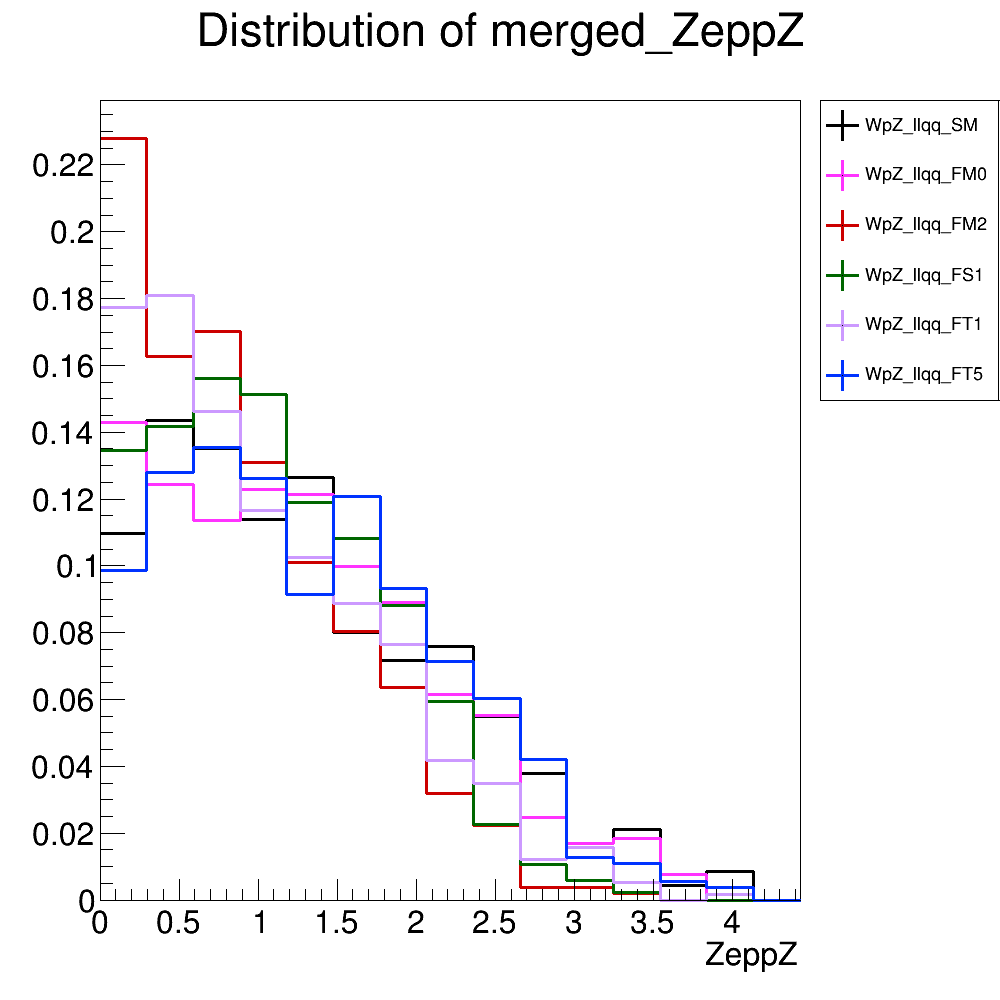 Distribution of merged_ZeppZ
WpZ_llqq_SM
WpZ_llqq_FM0
WpZ_llqq_FM2
WpZ_llqq_FS1
WpZ_llqq_FT1
WpZ_llqq_FT5
0.22
0.2
0.18
0.16
0.14
0.12
0.1
0.08
0.06
0.04
0.02
0
0 0.5 1 1.5 2 2.5 3 3.5 4
ZeppZ